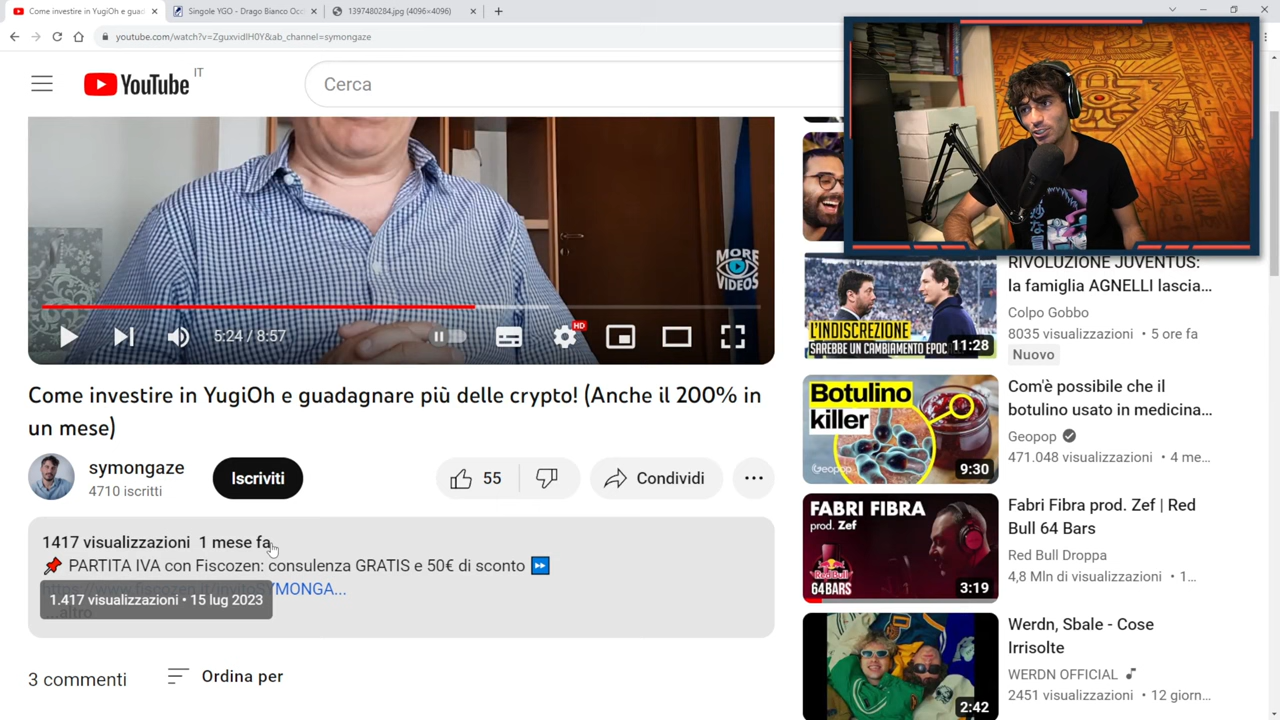 Come investire in YugiOh e guad
Singole YGO - Drago Bianco Occ
1397480284.jpg (4096×4096)
youtube.com/watch?v=ZguxvidIH0Y&ab_channel=symongaze
YouTube IT
Cerca
MORE
VIDEOS
5:24 / 8:57
HD
Come investire in YugiOh e guadagnare più delle crypto! (Anche il 200% in
un mese)
symongaze
4710 iscritti
Iscriviti
55
Condividi
1417 visualizzazioni 1 mese fa
PARTITA IVA con Fiscozen: consulenza GRATIS e 50€ di sconto
SYMONGA...
1.417 visualizzazioni • 15 lug 2023
...altro
3 commenti
Ordina per
L'INDISCREZIONE
SAREBBE UN CAMBIAMENTO EPOC
11:28
RIVOLUZIONE JUVENTUS:
la famiglia AGNELLI lascia...
Colpo Gobbo
8035 visualizzazioni • 5 ore fa
Nuovo
Botulino
killer
Geopop
9:30
Com'è possibile che il
botulino usato in medicina...
Geopop
471.048 visualizzazioni • 4 me...
FABRI FIBRA
prod. Zef
RedBull
64BARS
3:19
Fabri Fibra prod. Zef | Red
Bull 64 Bars
Red Bull Droppa
4,8 Mln di visualizzazioni • 1...
2:42
Werdn, Sbale - Cose
Irrisolte
WERDN OFFICIAL
2451 visualizzazioni • 12 giorn...